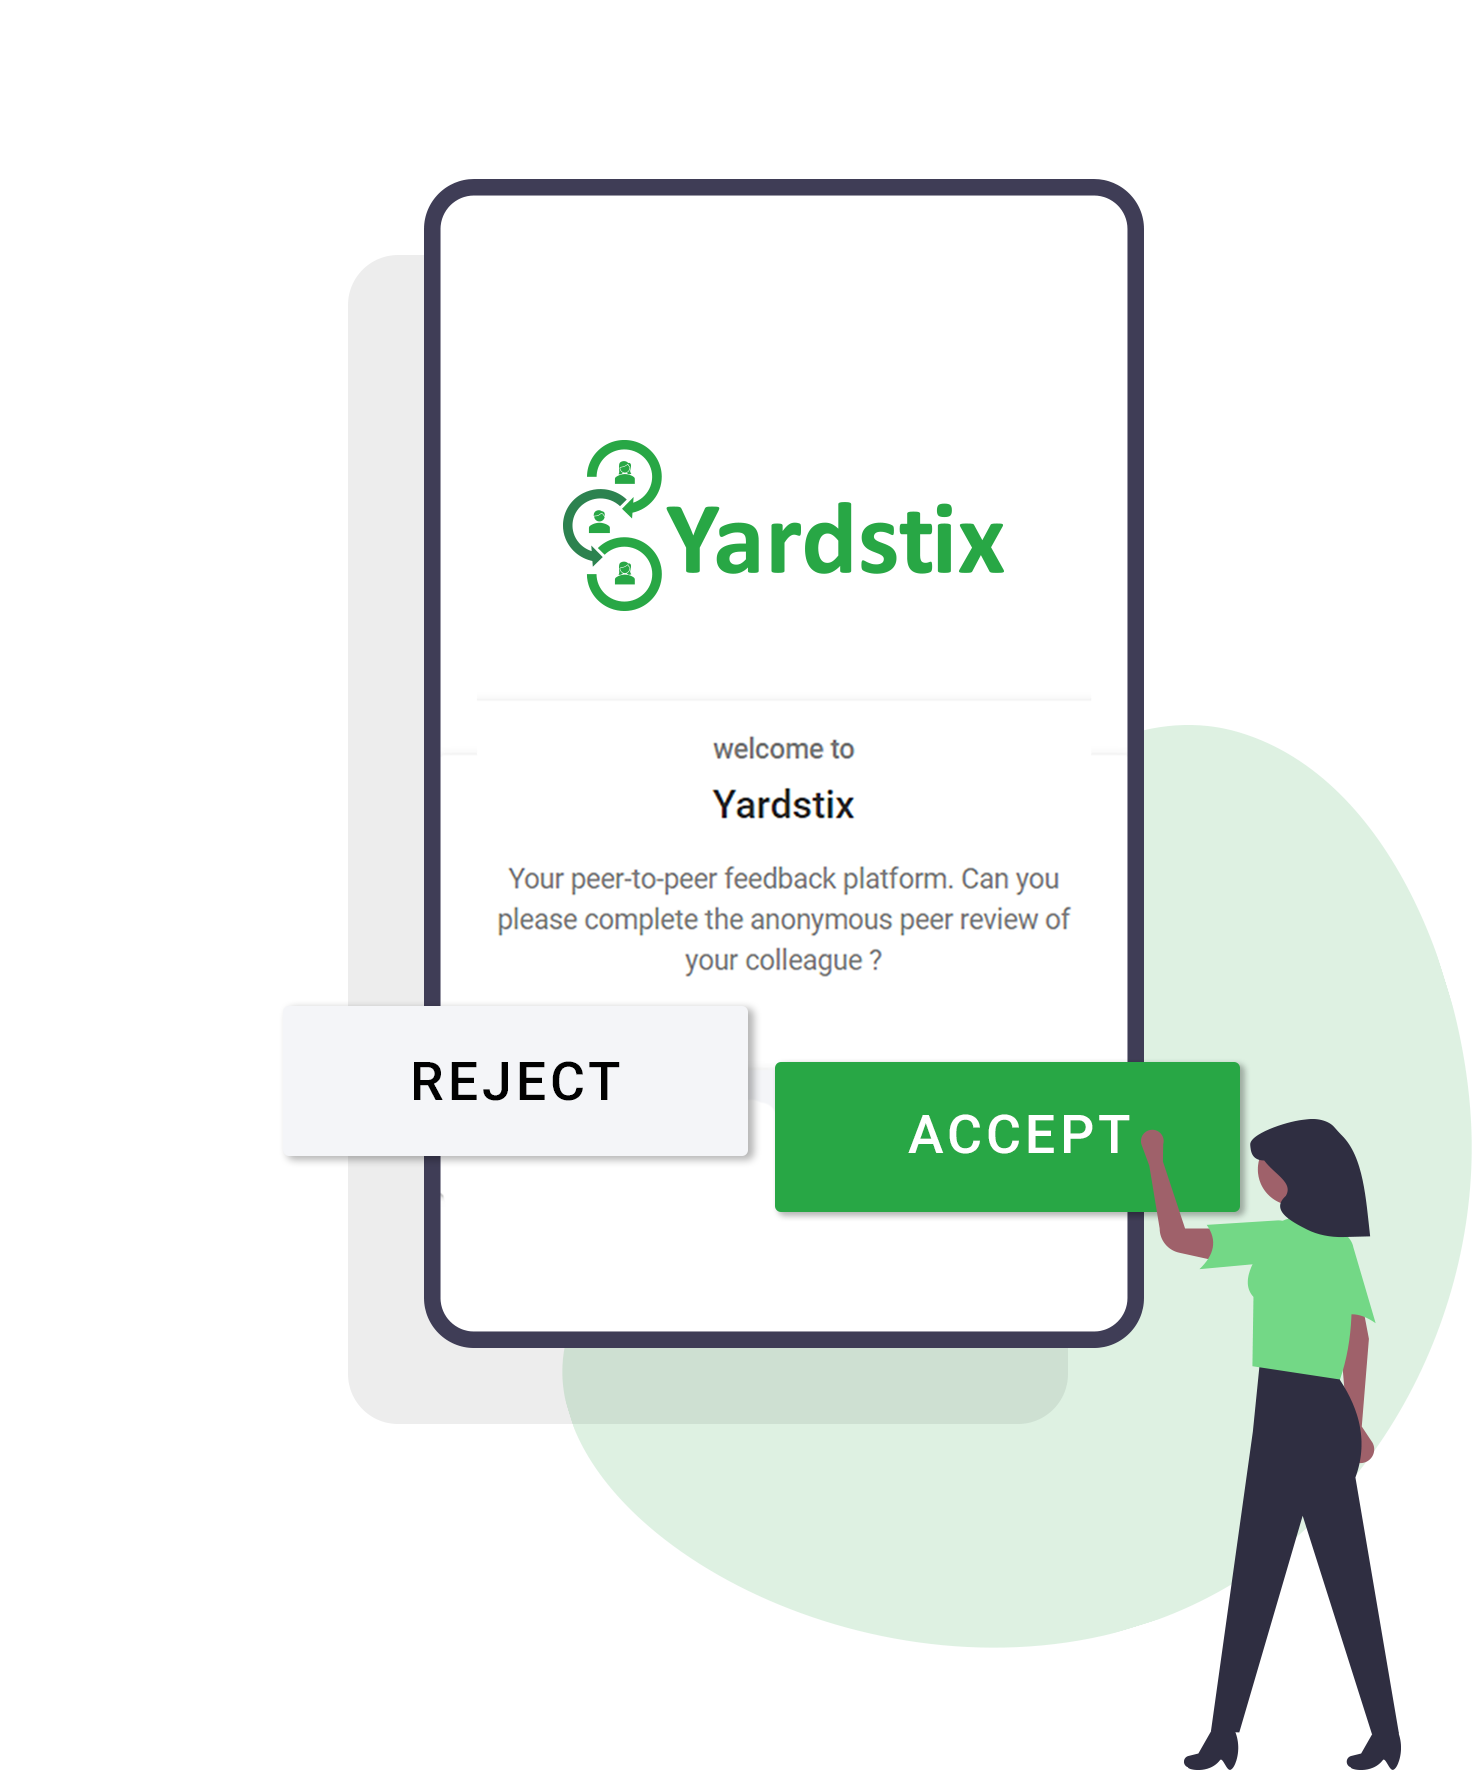 Yardstix
welcome to
Yardstix
Your peer-to-peer feedback platform. Can you
please complete the anonymous peer review of
your colleague ?
REJECT
ACCEPT